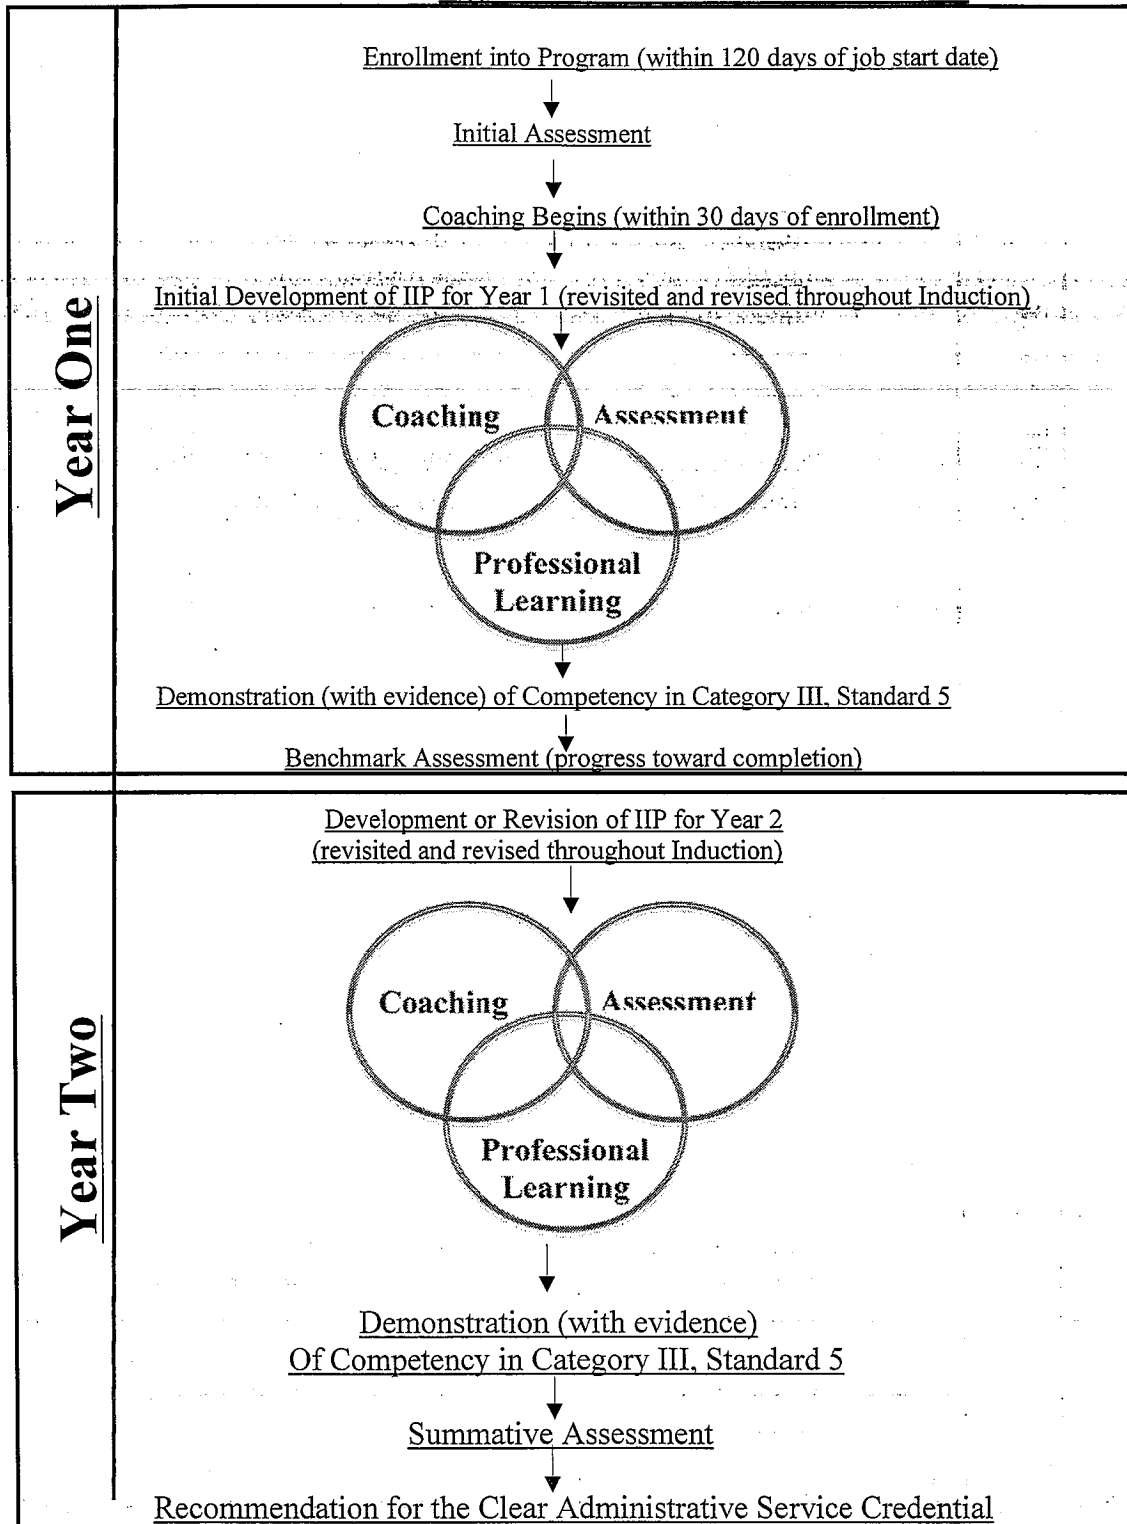 Enrollment into Program (within 120 days of job start date)
Initial Assessment
Coaching Begins (within 30 days of enrollment)
Initial Development of IIP for Year 1 (revisited and revised throughout Induction)
Year One
Coaching
Assessment
Professional
Learning
Demonstration (with evidence) of Competency in Category III, Standard 5
Benchmark Assessment (progress toward completion)
Development or Revision of IIP for Year 2
(revisited and revised throughout Induction)
Year Two
Coaching
Assessment
Professional
Learning
Demonstration (with evidence)
Of Competency in Category III, Standard 5
Summative Assessment
Recommendation for the Clear Administrative Service Credential